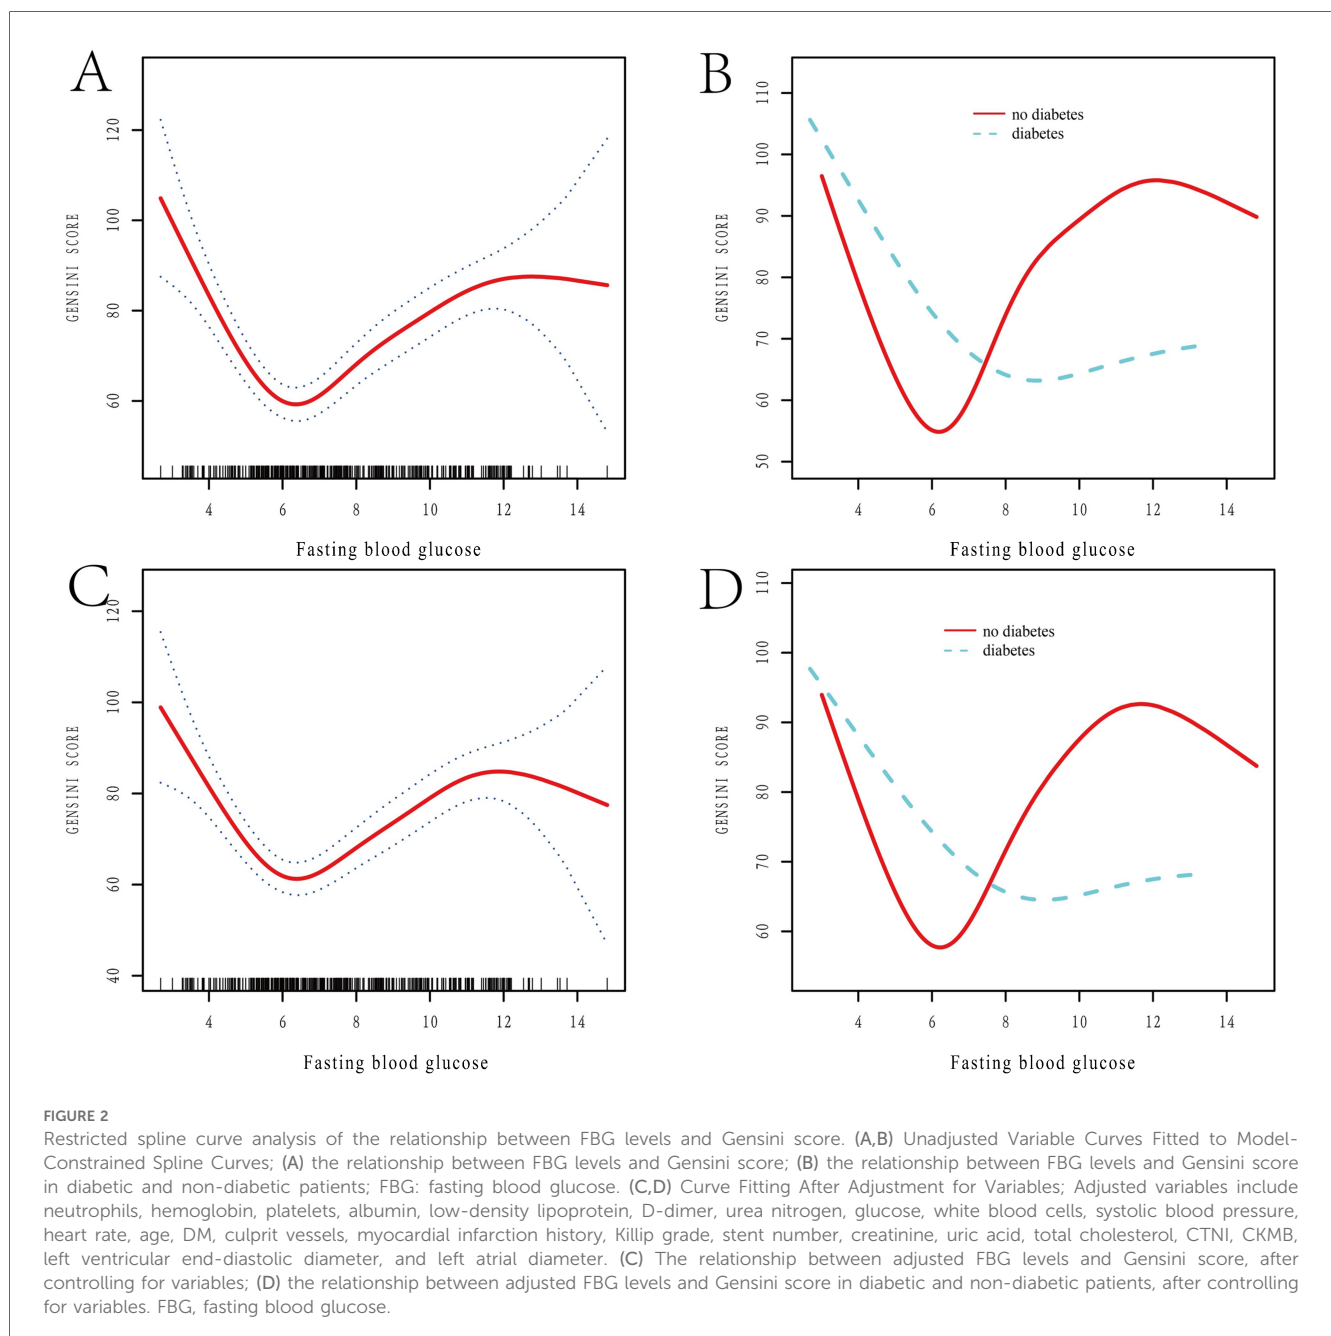 A
120
100
80
60
GENSINI SCORE
4 6 8 10 12 14
Fasting blood glucose
B
110
100
90
80
70
60
50
GENSINI SCORE
no diabetes
diabetes
4 6 8 10 12 14
Fasting blood glucose
C
120
100
80
60
40
GENSINI SCORE
4 6 8 10 12 14
Fasting blood glucose
D
110
100
90
80
70
60
GENSINI SCORE
no diabetes
diabetes
4 6 8 10 12 14
Fasting blood glucose
FIGURE 2
Restricted spline curve analysis of the relationship between FBG levels and Gensini score. (A,B) Unadjusted Variable Curves Fitted to Model-
Constrained Spline Curves; (A) the relationship between FBG levels and Gensini score; (B) the relationship between FBG levels and Gensini score
in diabetic and non-diabetic patients; FBG: fasting blood glucose. (C,D) Curve Fitting After Adjustment for Variables; Adjusted variables include
neutrophils, hemoglobin, platelets, albumin, low-density lipoprotein, D-dimer, urea nitrogen, glucose, white blood cells, systolic blood pressure,
heart rate, age, DM, culprit vessels, myocardial infarction history, Killip grade, stent number, creatinine, uric acid, total cholesterol, CTNI, CKMB,
left ventricular end-diastolic diameter, and left atrial diameter. (C) The relationship between adjusted FBG levels and Gensini score, after
controlling for variables; (D) the relationship between adjusted FBG levels and Gensini score in diabetic and non-diabetic patients, after controlling
for variables. FBG, fasting blood glucose.